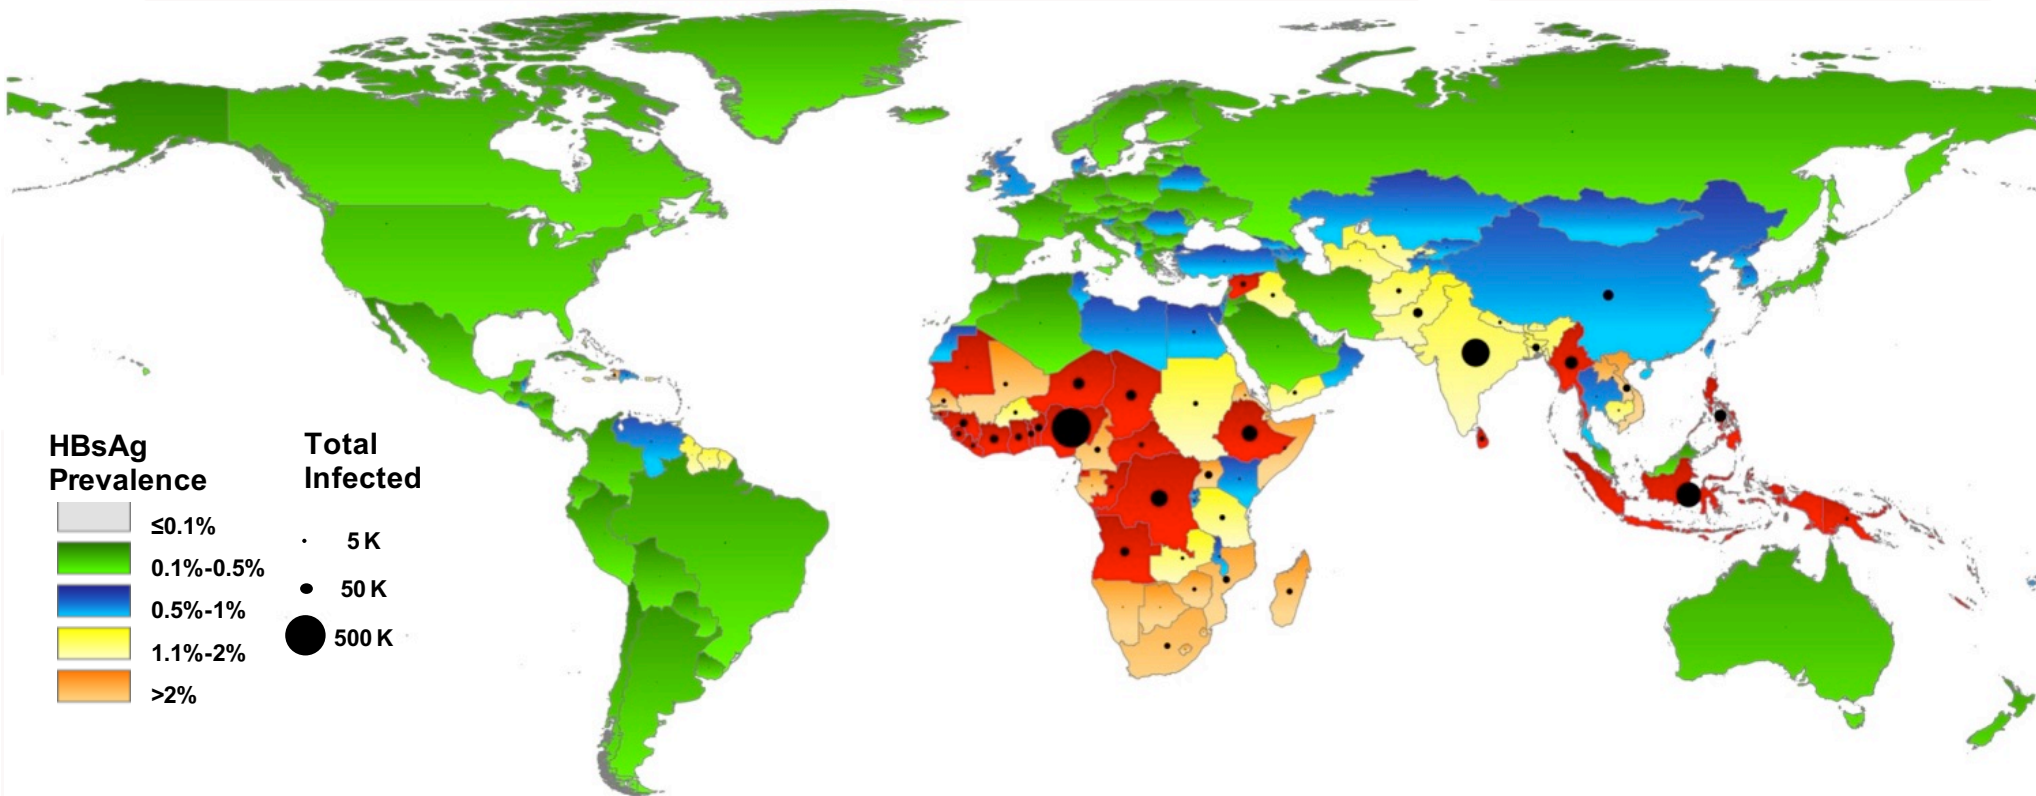 HBsAg
Prevalence
≤0.1%
0.1%-0.5%
0.5%-1%
1.1%-2%
>2%
Total
Infected
5 K
50 K
500 K